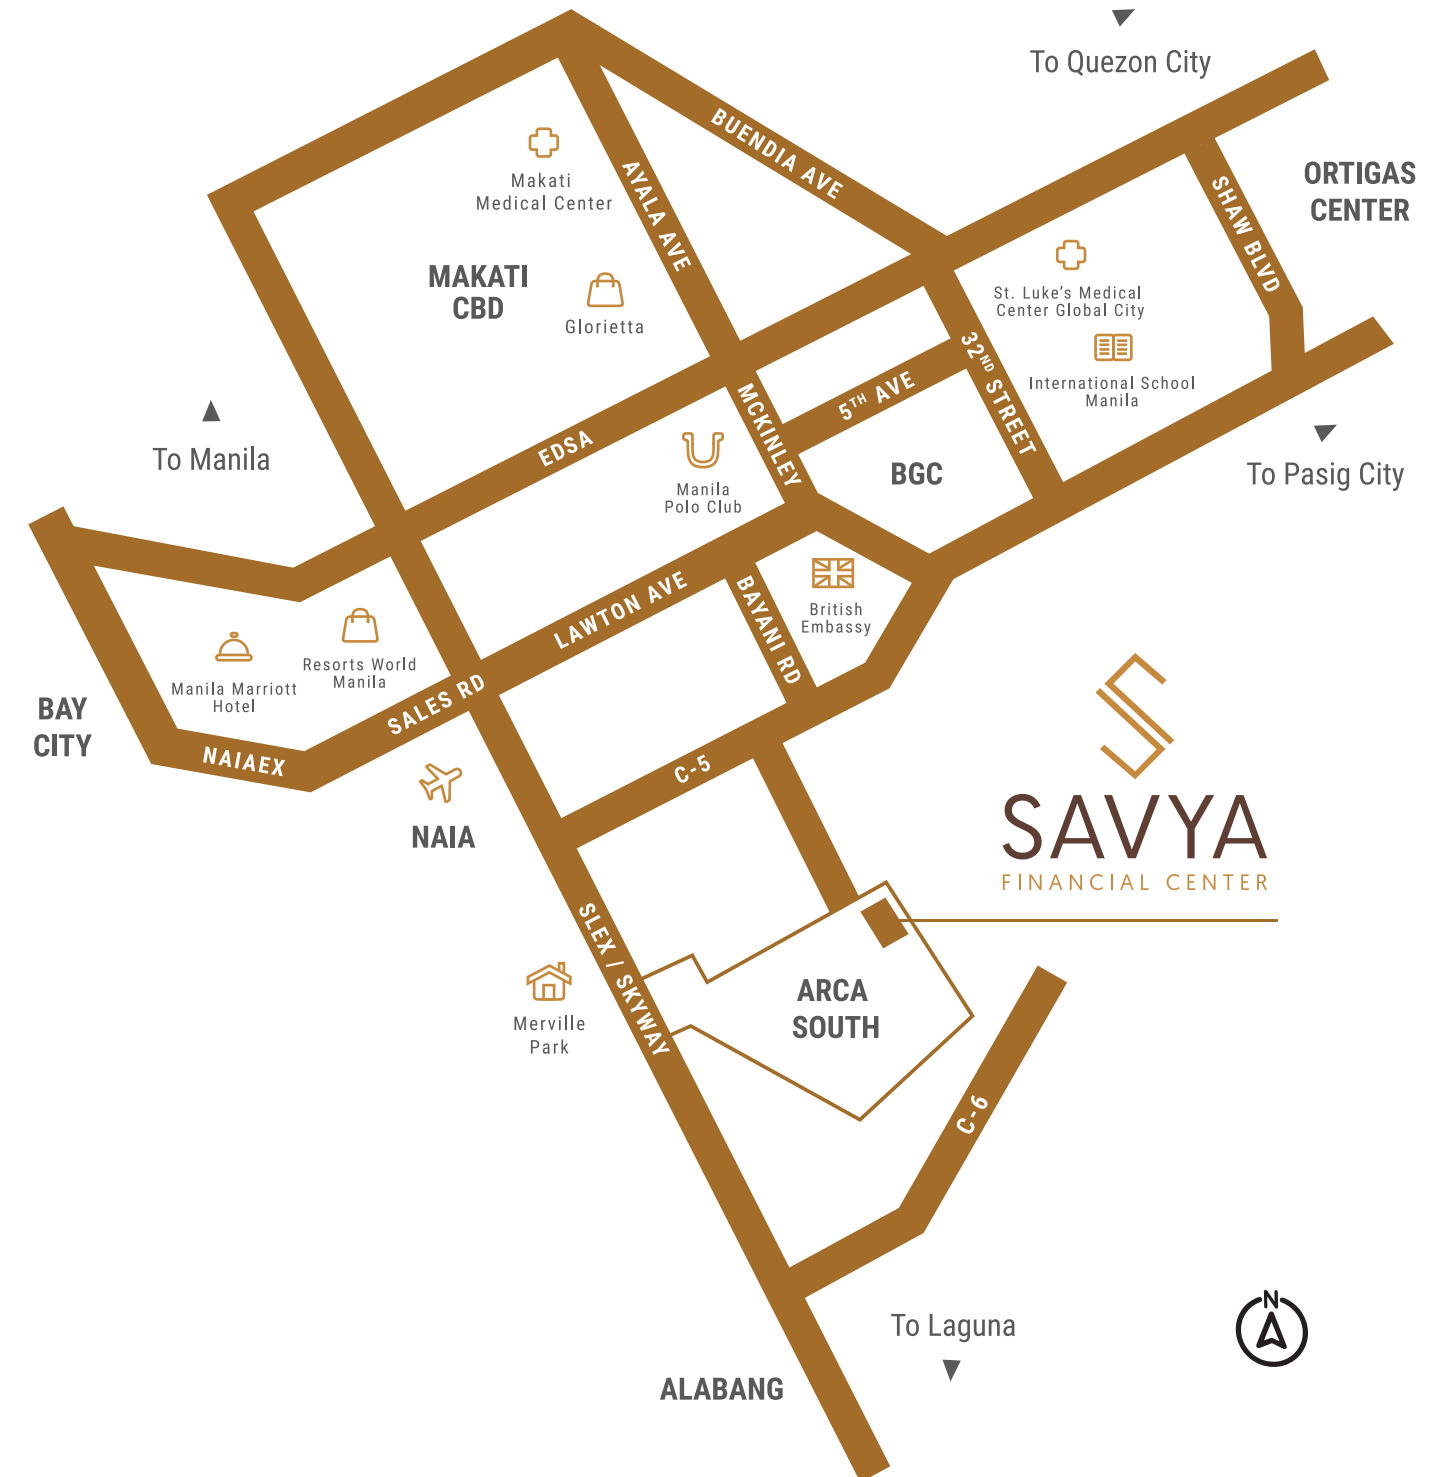 To Quezon City
BUENDIA AVE
Makati
Medical Center
AYALA AVE
ORTIGAS
CENTER
SHAW BLVD
MAKATI
CBD
Glorietta
St. Luke's Medical
Center Global City
32ND STREET
International School
Manila
5TH AVE
MCKINLEY
EDSA
To Manila
Manila
Polo Club
BGC
To Pasig City
LAWTON AVE
BAYANI RD
British
Embassy
Resorts World
Manila
Manila Marriott
Hotel
SALES RD
BAY
CITY
NAIAEX
C-5
NAIA
SAVYA
FINANCIAL CENTER
SLEX / SKYWAY
Merville
Park
ARCA
SOUTH
C-6
To Laguna
N
ALABANG